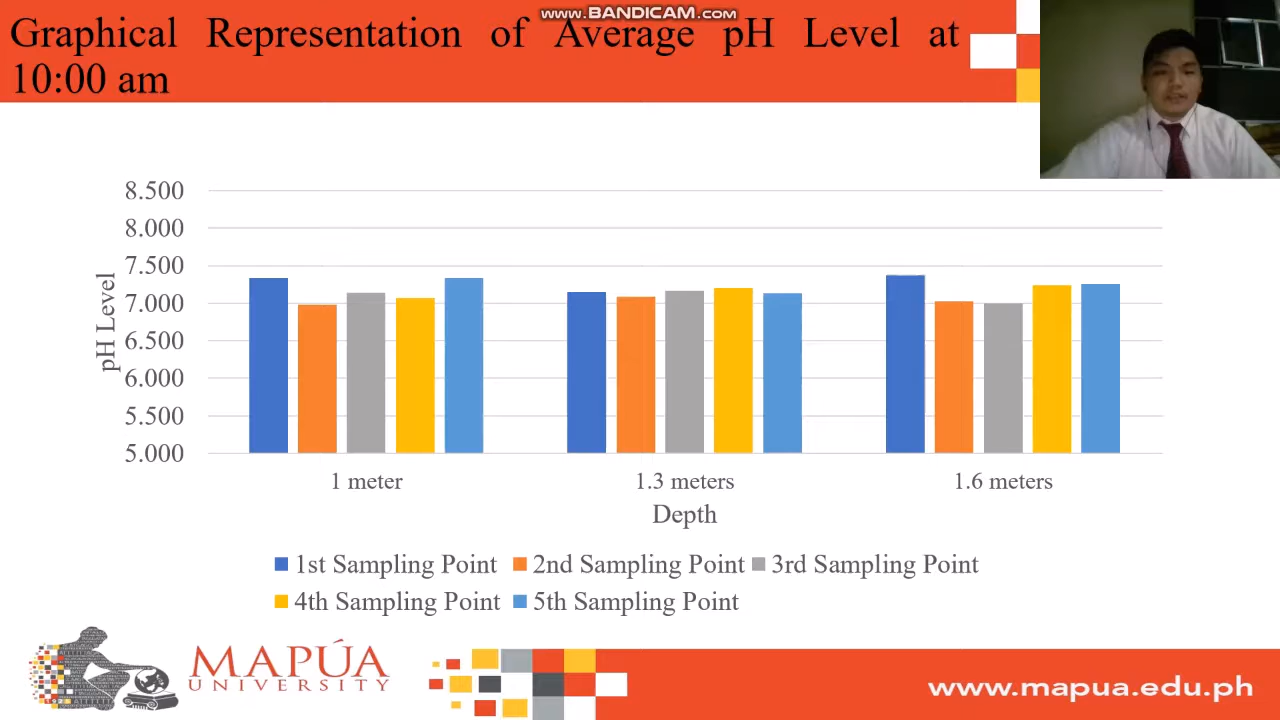 www.BANDICAM.com
Graphical Representation of Average pH Level at
10:00 am
8.500
8.000
7.500
7.000
6.500
6.000
5.500
5.000
pH Level
1 meter
1.3 meters
1.6 meters
Depth
1st Sampling Point
2nd Sampling Point
3rd Sampling Point
4th Sampling Point
5th Sampling Point
MAPÚA
UNIVERSITY
www.mapua.edu.ph